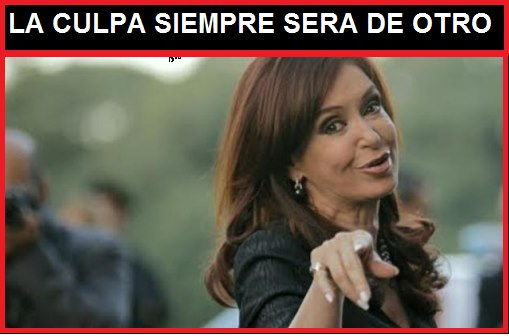 LA CULPA SIEMPRE SERA DE OTRO